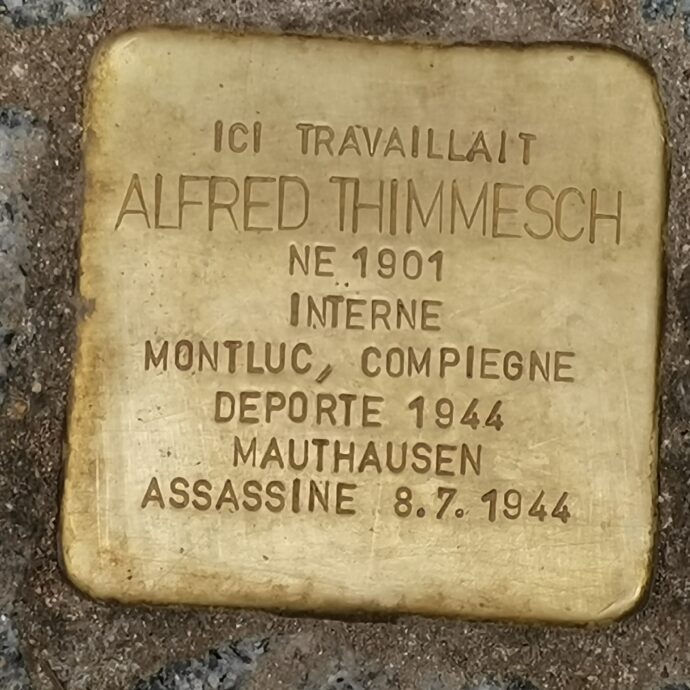 ICI TRAVAILLAIT
ALFRED THIMMESCH
NE 1901
INTERNE
MONTLUC, COMPIEGNE
DEPORTE 1944
MAUTHAUSEN
ASSASSINE 8.7.1944